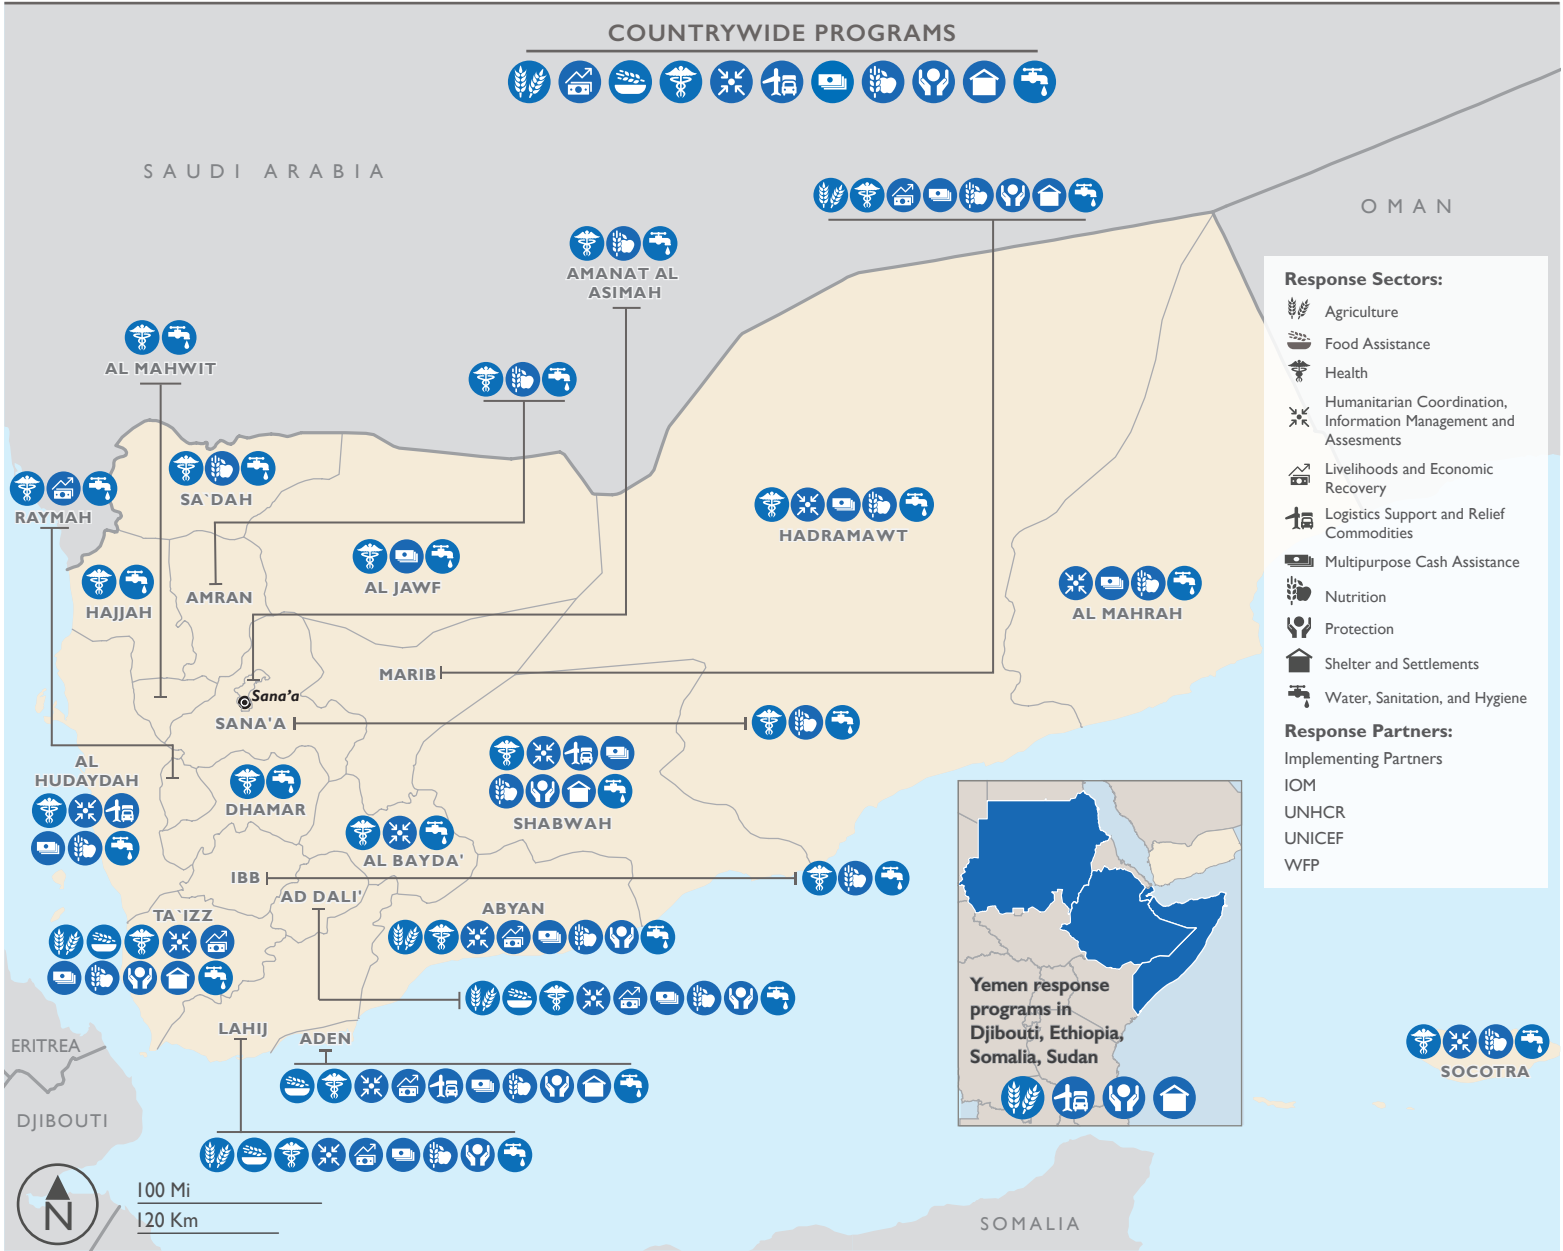 COUNTRYWIDE PROGRAMS
SAUDI ARABIA
OMAN
AMANAT AL
ASIMAH
AL MAHWIT
SA`DAH
RAYMAH
HADRAMAWT
AL JAWF
AL MAHRAH
HAJJAH
AMRAN
MARIB
Sana'a
SANA'A
AL
HUDAYDAH
DHAMAR
SHABWAH
AL BAYDA'
IBB
AD DALI'
TA`IZZ
ABYAN
LAHIJ
ADEN
ERITREA
DJIBOUTI
SOCOTRA
SOMALIA
Response Sectors:
Agriculture
Food Assistance
Health
Humanitarian Coordination,
Information Management and
Assesments
Livelihoods and Economic
Recovery
Logistics Support and Relief
Commodities
Multipurpose Cash Assistance
Nutrition
Protection
Shelter and Settlements
Water, Sanitation, and Hygiene
Response Partners:
Implementing Partners
IOM
UNHCR
UNICEF
WFP
Yemen response
programs in
Djibouti, Ethiopia,
Somalia, Sudan
N
100 Mi
120 Km